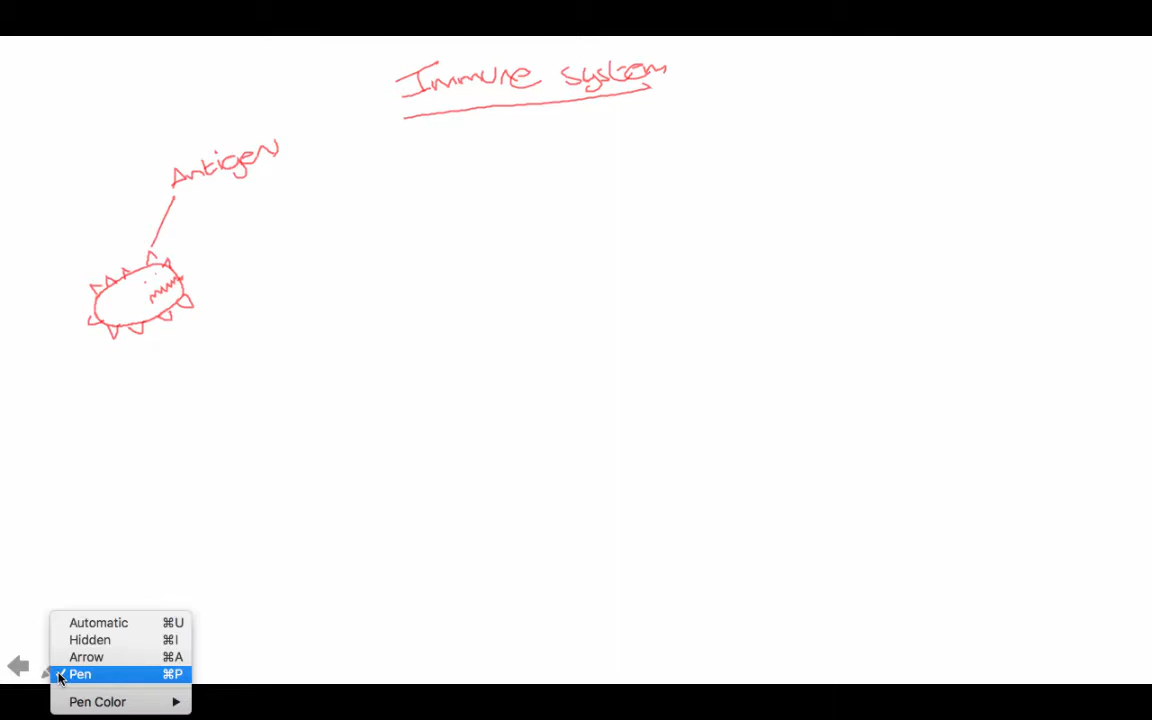 Immune system
Antigen
Automatic ⌘U
Hidden ⌘I
Arrow ⌘A
✓ Pen ⌘P
Pen Color ▶